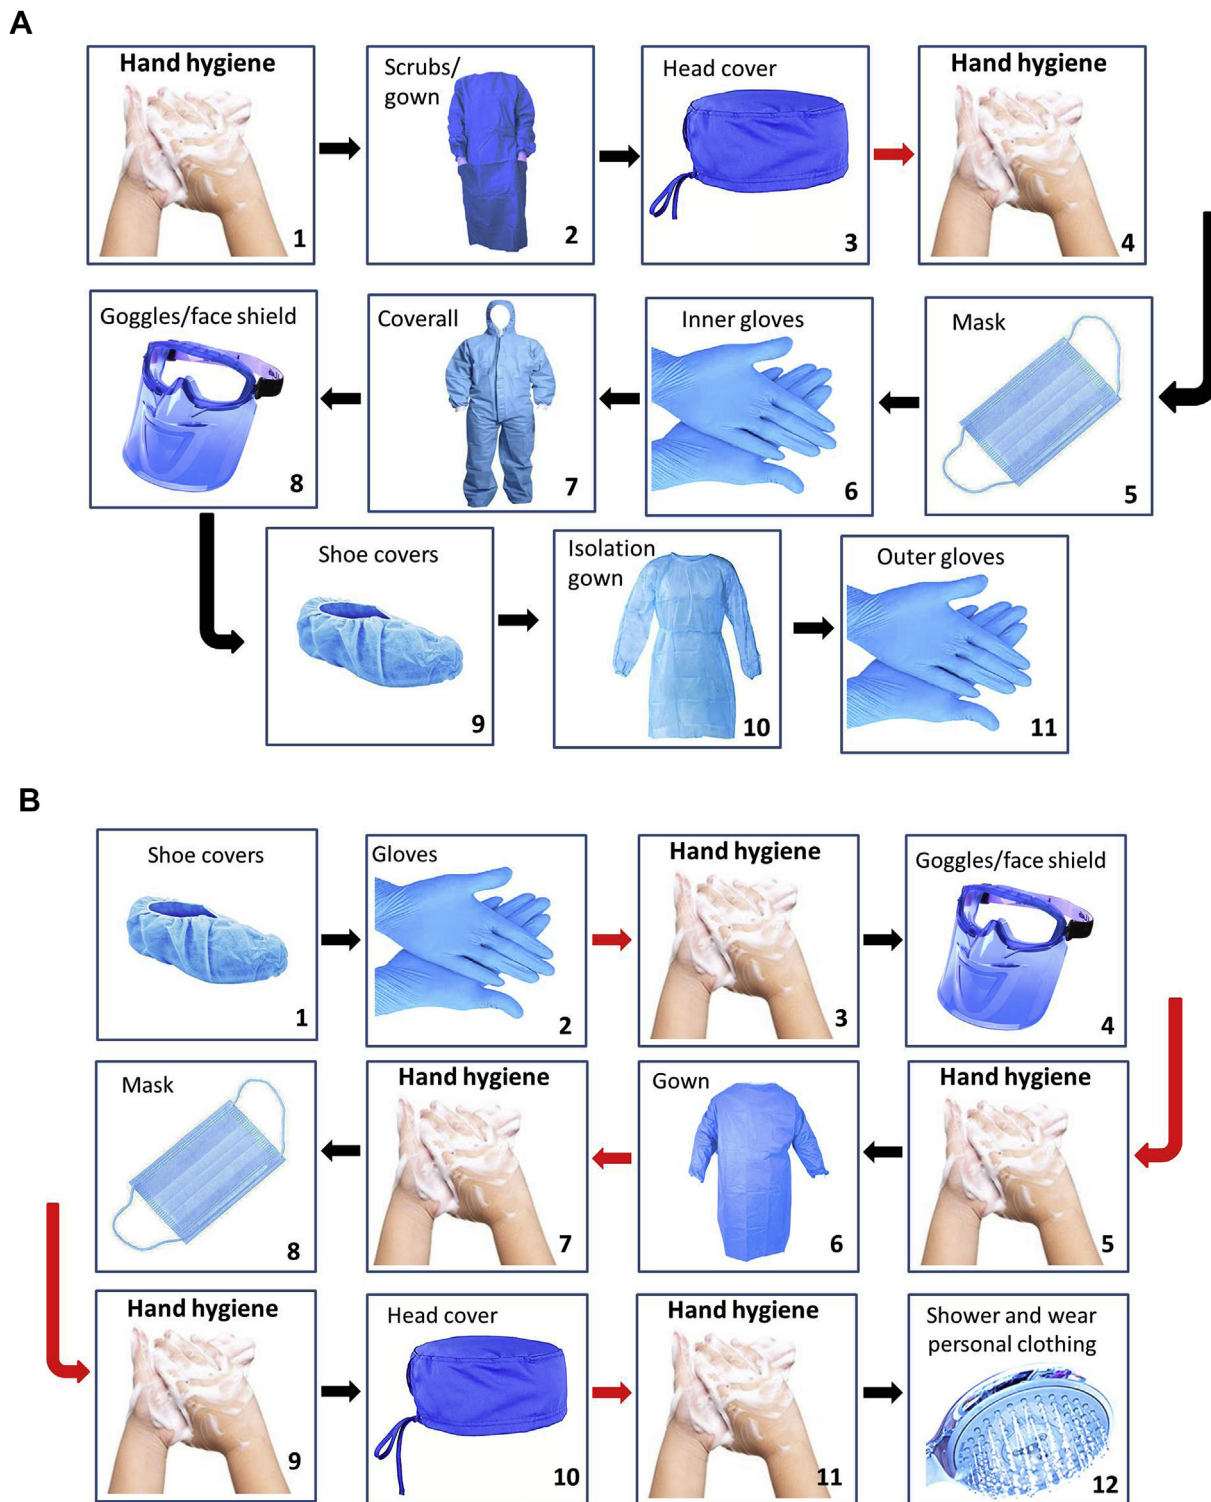 A
Hand hygiene
1
Scrubs/
gown
2
Head cover
3
Hand hygiene
4
Goggles/face shield
8
Coverall
7
Inner gloves
6
Mask
5
Shoe covers
9
Isolation
gown
10
Outer gloves
11
B
Shoe covers
1
Gloves
2
Hand hygiene
3
Goggles/face shield
4
Mask
8
Hand hygiene
7
Gown
6
Hand hygiene
5
Hand hygiene
9
Head cover
10
Hand hygiene
11
Shower and wear
personal clothing
12